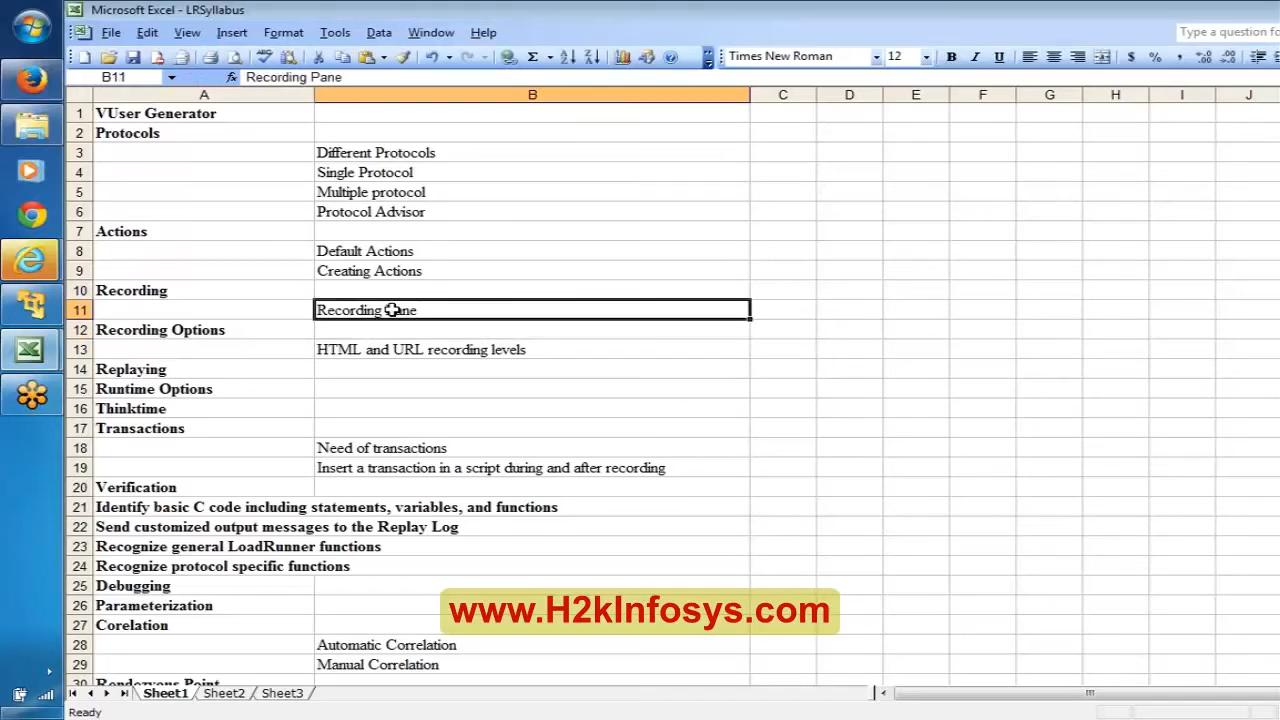 Microsoft Excel - LRSyllabus
File Edit View Insert Format Tools Data Window Help
Type a question fo
Times New Roman 12 B I U $ %
B11 fx Recording Pane
A B C D E F G H I J
1 VUser Generator
2 Protocols
3 Different Protocols
4 Single Protocol
5 Multiple protocol
6 Protocol Advisor
7 Actions
8 Default Actions
9 Creating Actions
10 Recording
11 Recording Pane
12 Recording Options
13 HTML and URL recording levels
14 Replaying
15 Runtime Options
16 Thinktime
17 Transactions
18 Need of transactions
19 Insert a transaction in a script during and after recording
20 Verification
21 Identify basic C code including statements, variables, and functions
22 Send customized output messages to the Replay Log
23 Recognize general LoadRunner functions
24 Recognize protocol specific functions
25 Debugging
26 Parameterization
27 Corelation
28 Automatic Correlation
29 Manual Correlation
30 Rendezvous Point
www.H2kInfosys.com
Sheet1 Sheet2 Sheet3
Ready